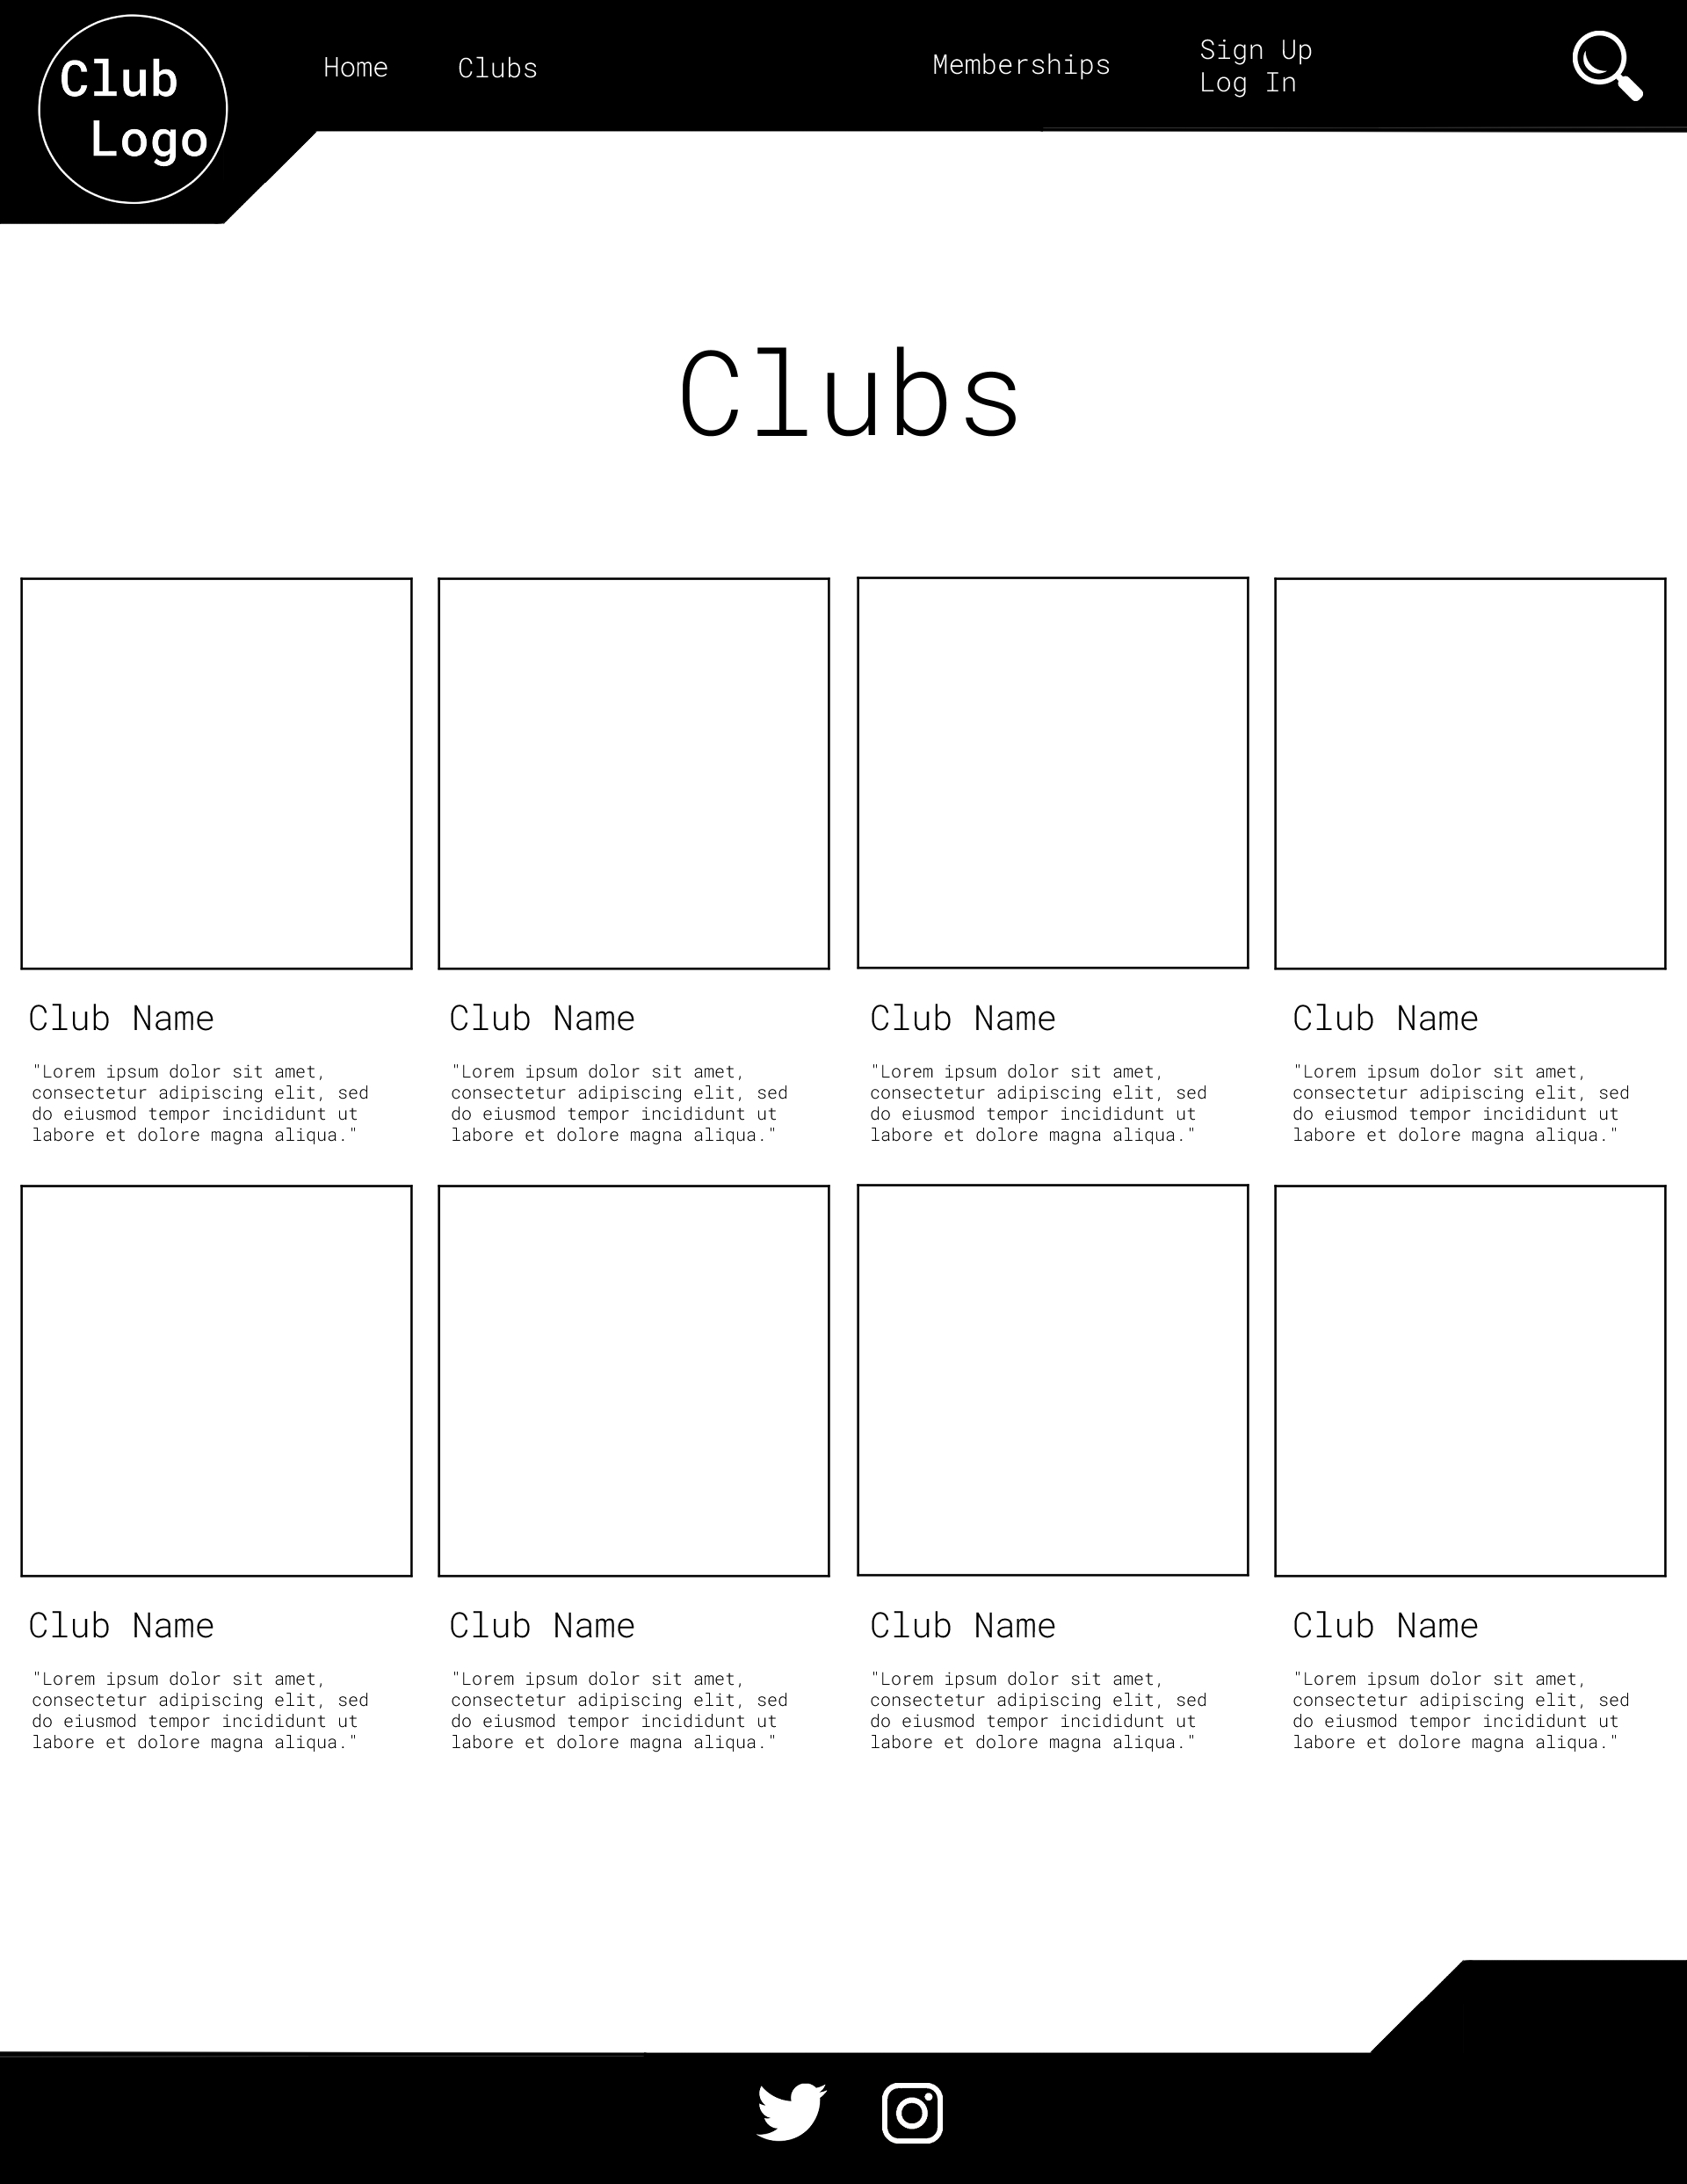 Club
Logo
Home
Clubs
Memberships
Sign Up
Log In
Clubs
Club Name
"Lorem ipsum dolor sit amet,
consectetur adipiscing elit, sed
do eiusmod tempor incididunt ut
labore et dolore magna aliqua."
Club Name
"Lorem ipsum dolor sit amet,
consectetur adipiscing elit, sed
do eiusmod tempor incididunt ut
labore et dolore magna aliqua."
Club Name
"Lorem ipsum dolor sit amet,
consectetur adipiscing elit, sed
do eiusmod tempor incididunt ut
labore et dolore magna aliqua."
Club Name
"Lorem ipsum dolor sit amet,
consectetur adipiscing elit, sed
do eiusmod tempor incididunt ut
labore et dolore magna aliqua."
Club Name
"Lorem ipsum dolor sit amet,
consectetur adipiscing elit, sed
do eiusmod tempor incididunt ut
labore et dolore magna aliqua."
Club Name
"Lorem ipsum dolor sit amet,
consectetur adipiscing elit, sed
do eiusmod tempor incididunt ut
labore et dolore magna aliqua."
Club Name
"Lorem ipsum dolor sit amet,
consectetur adipiscing elit, sed
do eiusmod tempor incididunt ut
labore et dolore magna aliqua."
Club Name
"Lorem ipsum dolor sit amet,
consectetur adipiscing elit, sed
do eiusmod tempor incididunt ut
labore et dolore magna aliqua."